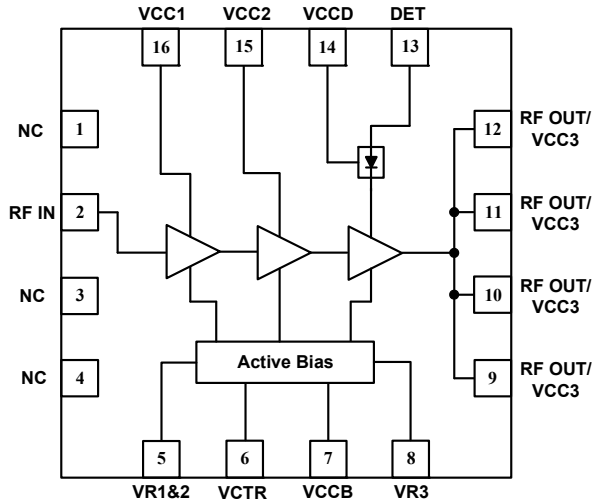 VCC1 VCC2 VCCD DET
16 15 14 13
NC 1
12 RF OUT/
VCC3
RF IN 2
11 RF OUT/
VCC3
NC 3
10 RF OUT/
VCC3
Active Bias
NC 4
9 RF OUT/
VCC3
5 6 7 8
VR1&2 VCTR VCCB VR3